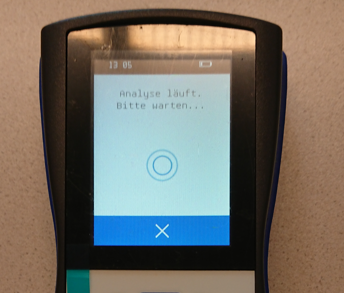 13 05
Analyse läuft.
Bitte warten...